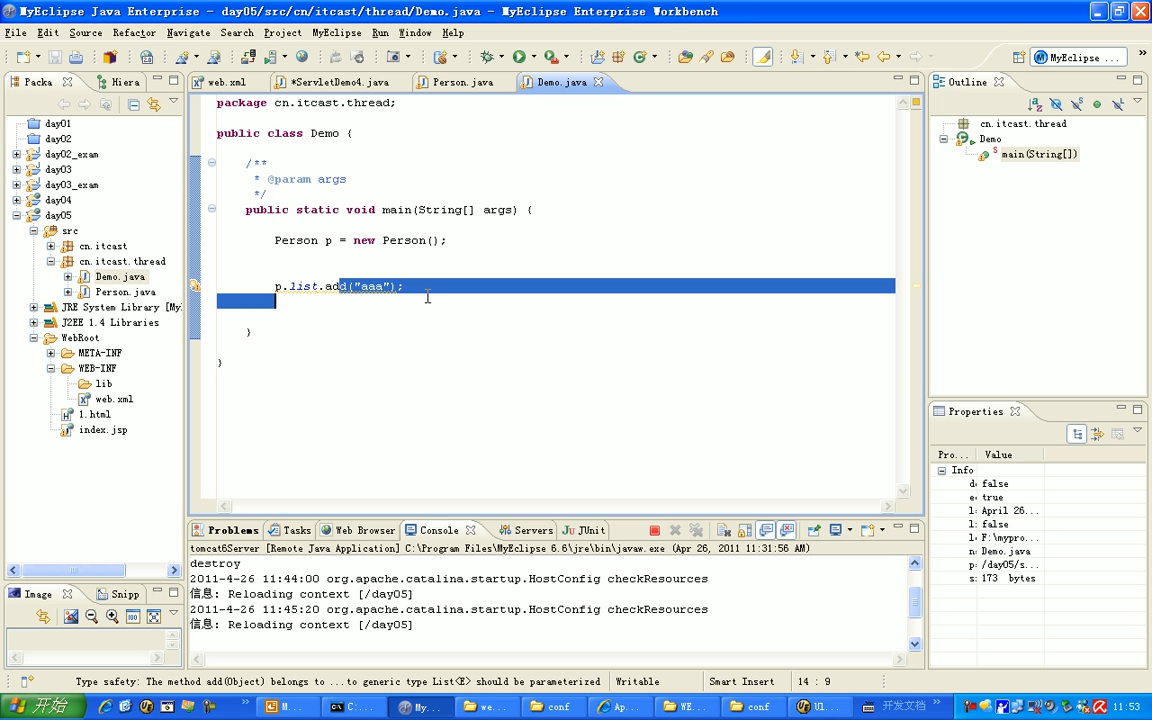 MyEclipse Java Enterprise - day05/src/cn/itcast/thread/Demo.java - MyEclipse Enterprise Workbench
File Edit Source Refactor Navigate Search Project MyEclipse Run Window Help
MyEclipse ...
Packa
Hiera
web.xml
*ServletDemo4.java
Person.java
Demo.java
Outline
day01
day02
day02_exam
day03
day03_exam
day04
day05
src
cn.itcast
cn.itcast.thread
Demo.java
Person.java
JRE System Library [My
J2EE 1.4 Libraries
WebRoot
META-INF
WEB-INF
lib
web.xml
1.html
index.jsp
package cn.itcast.thread;
public class Demo {
/**
* @param args
*/
public static void main(String[] args) {
Person p = new Person();
p.list.add("aaa");
}
}
cn.itcast.thread
Demo
main(String[])
Properties
Pro... Value
Info
d false
e true
l: April 26...
l: false
F:\mypro...
n: Demo.java
p: /day05/s...
s: 173 bytes
Image
Snipp
Problems Tasks Web Browser Console Servers JUnit
tomcat6Server [Remote Java Application] C:\Program Files\MyEclipse 6.6\jre\bin\javaw.exe (Apr 26, 2011 11:31:56 AM)
destroy
2011-4-26 11:44:00 org.apache.catalina.startup.HostConfig checkResources
信息: Reloading context [/day05]
2011-4-26 11:45:20 org.apache.catalina.startup.HostConfig checkResources
信息: Reloading context [/day05]
Type safety: The method add(Object) belongs to ...to generic type List<E> should be parameterized
Writable
Smart Insert
14 : 9
开始
M...
C:...
My...
we...
conf
Ap...
WE...
conf
Ul...
开发文档
11:53